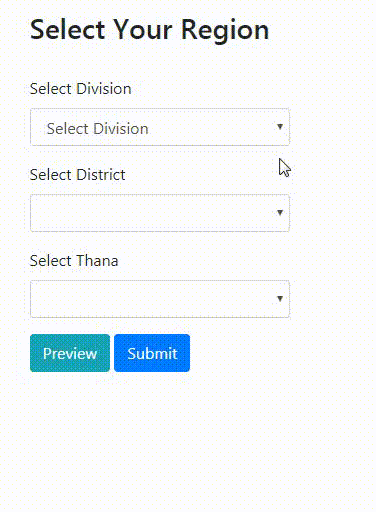 Select Your Region
Select Division
Select Division
Select District
Select Thana
Preview Submit